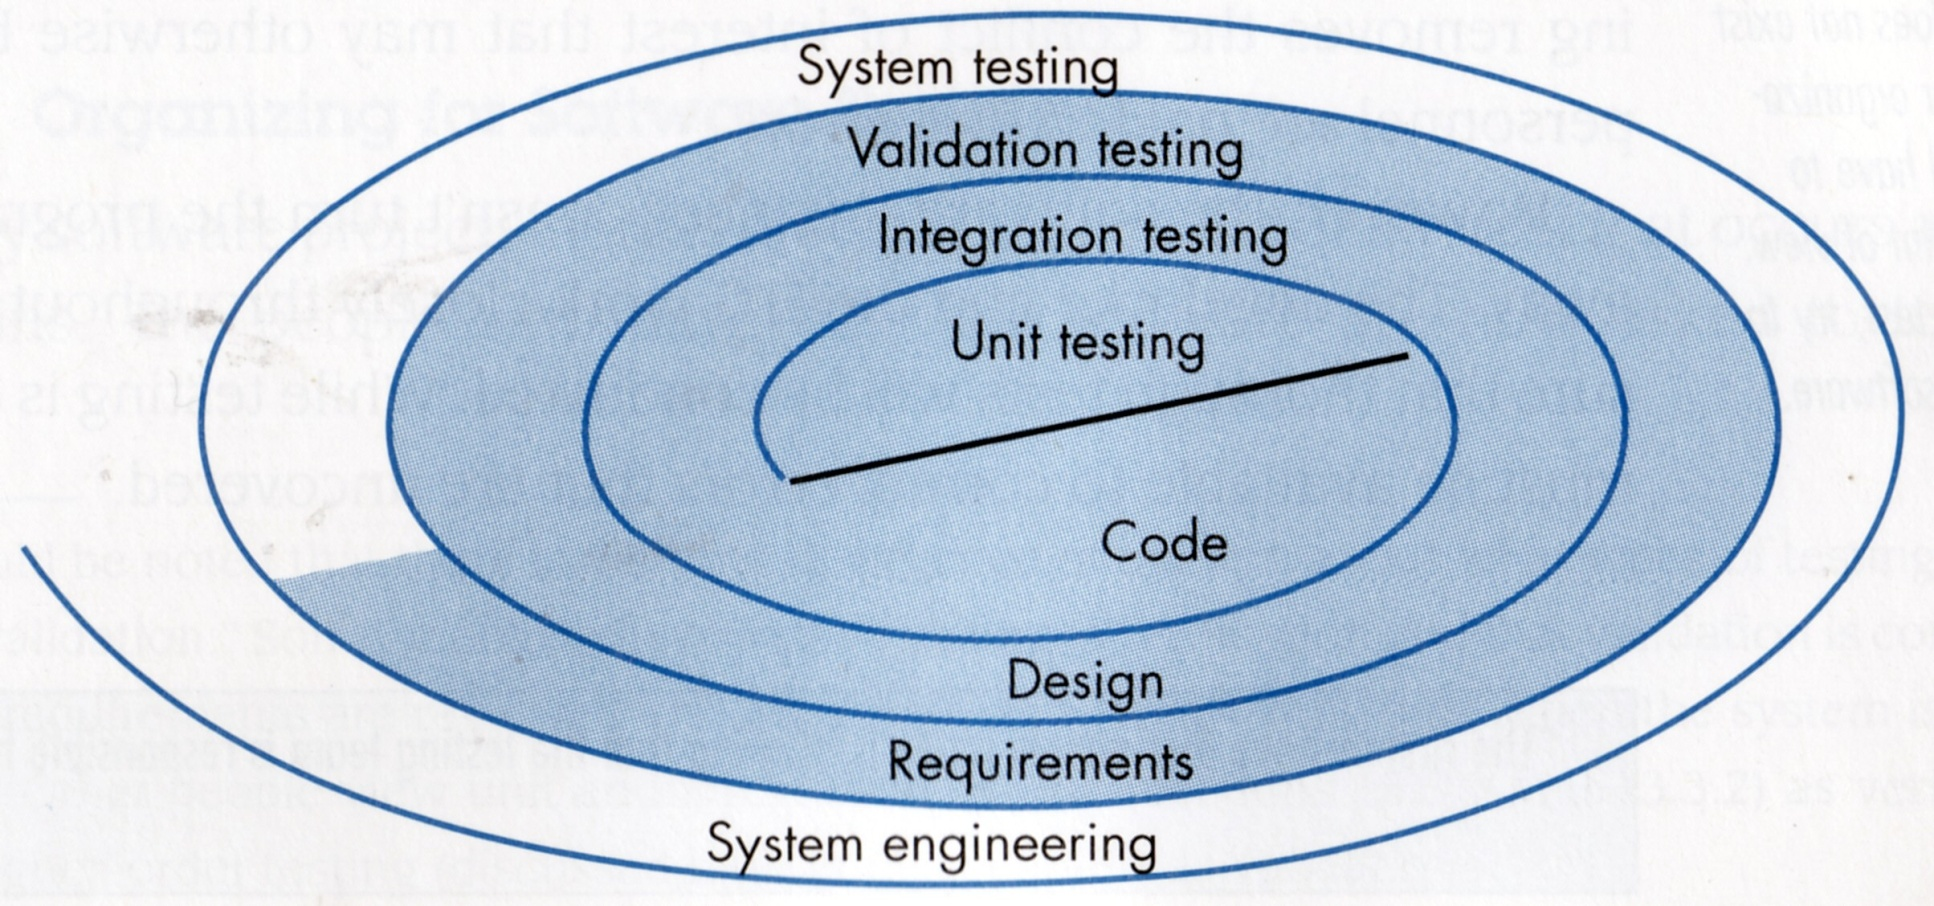 System testing
Validation testing
Integration testing
Unit testing
Code
Design
Requirements
System engineering